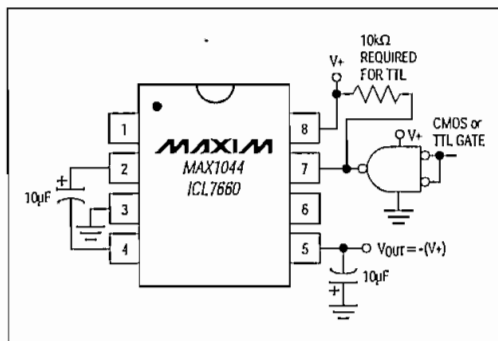 10kΩ
REQUIRED
FOR TTL
V+
CMOS or
TTL GATE
V+
1
8
MAXIM
MAX1044
ICL7660
2
7
+
10µF
3
6
4
5
VOUT = -(V+)
10µF
+